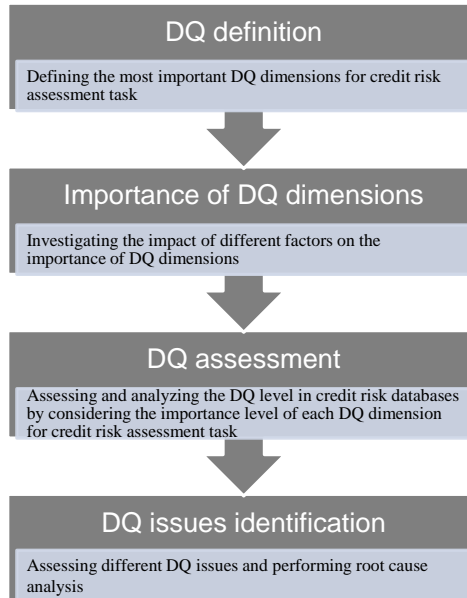 DQ definition
Defining the most important DQ dimensions for credit risk
assessment task
Importance of DQ dimensions
Investigating the impact of different factors on the
importance of DQ dimensions
DQ assessment
Assessing and analyzing the DQ level in credit risk databases
by considering the importance level of each DQ dimension
for credit risk assessment task
DQ issues identification
Assessing different DQ issues and performing root cause
analysis